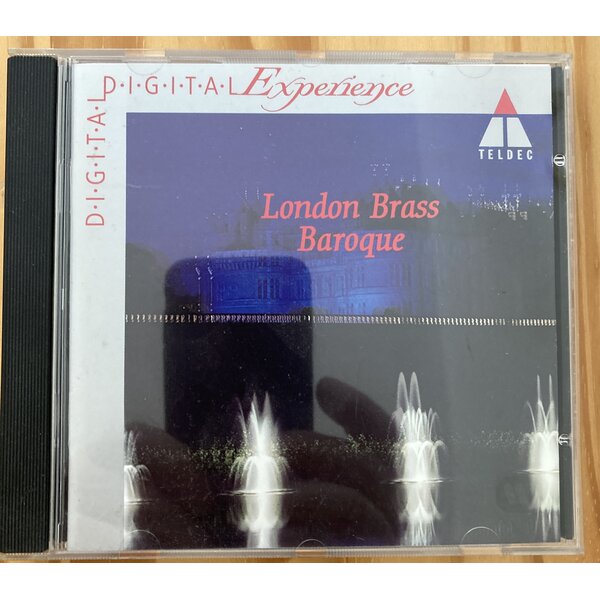 D·I·G·I·T·A·L
D·I·G·I·T·A·L Experience
TELDEC
London Brass
Baroque